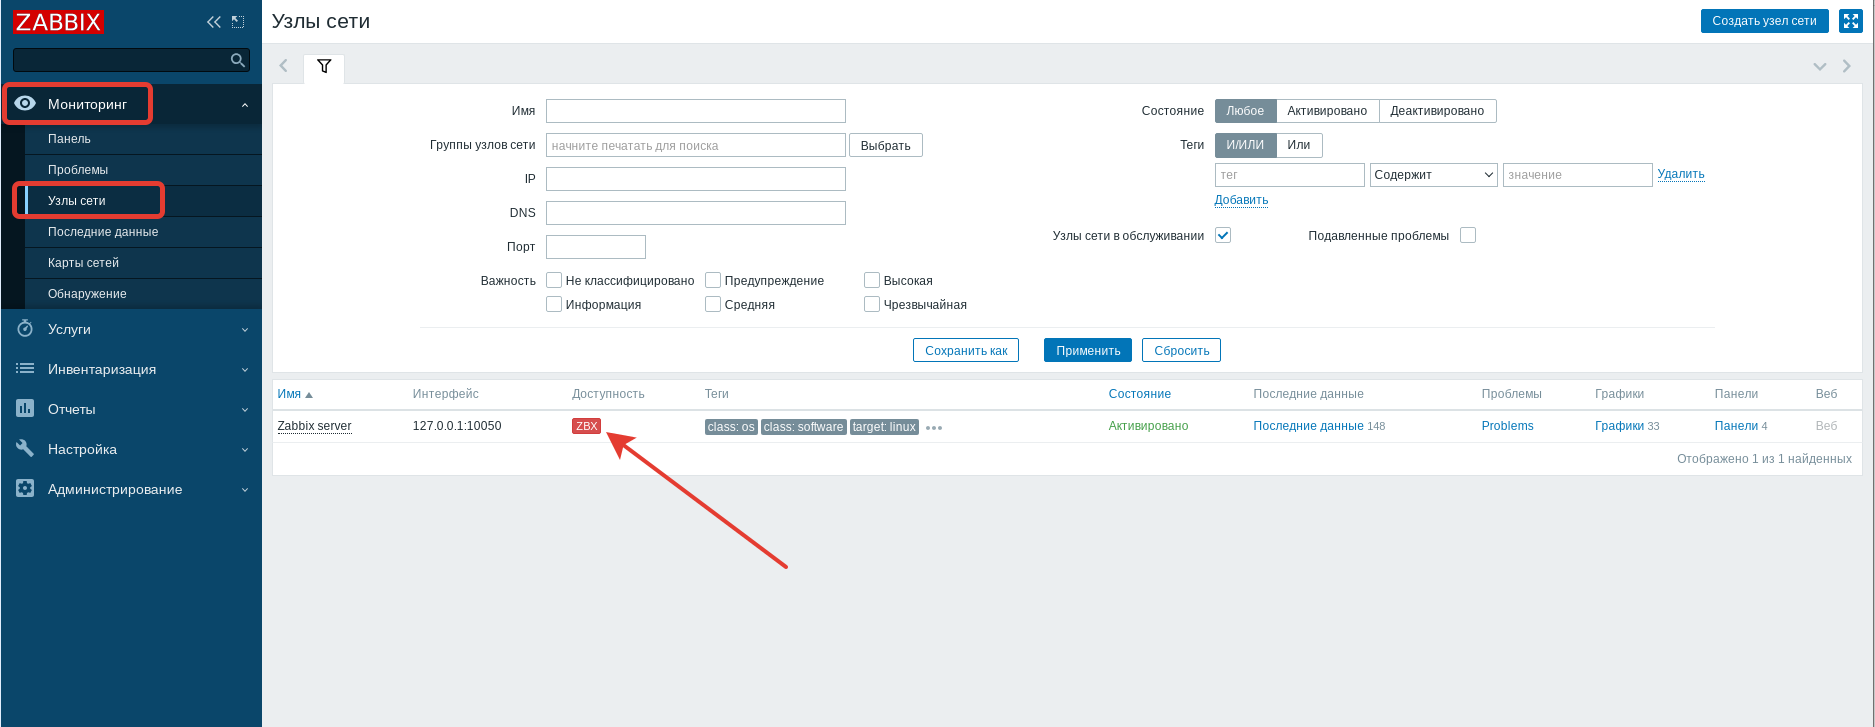 ZABBIX
Мониторинг
Панель
Проблемы
Узлы сети
Последние данные
Карты сетей
Обнаружение
Услуги
Инвентаризация
Отчеты
Настройка
Администрирование
Узлы сети
Создать узел сети
Имя
Группы узлов сети начните печатать для поиска Выбрать
IP
DNS
Порт
Важность Не классифицировано Предупреждение Высокая
Информация Средняя Чрезвычайная
Состояние Любое Активировано Деактивировано
Теги И/ИЛИ Или
тег Содержит значение Удалить
Добавить
Узлы сети в обслуживании Подавленные проблемы
Сохранить как Применить Сбросить
Имя Интерфейс Доступность Теги Состояние Последние данные Проблемы Графики Панели Веб
Zabbix server 127.0.0.1:10050 ZBX class: os class: software target: linux Активировано Последние данные 148 Problems Графики 33 Панели 4 Веб
Отображено 1 из 1 найденных